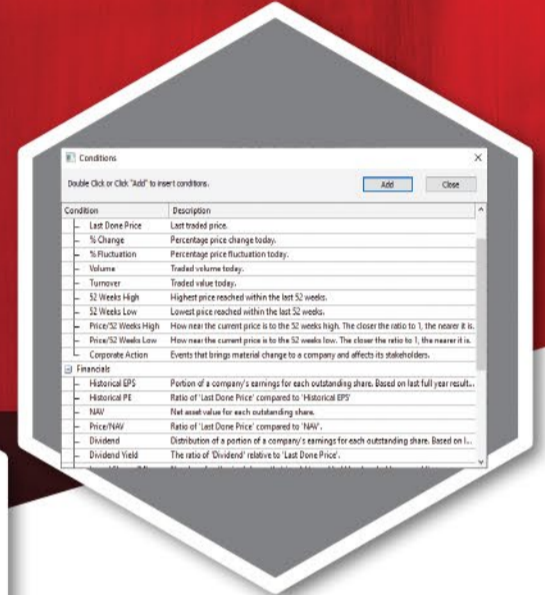 Conditions
Double Click or Click "Add" to insert conditions.
Add
Close
Condition Description
Last Done Price Last traded price.
% Change Percentage price change today.
% Fluctuation Percentage price fluctuation today.
Volume Traded volume today.
Turnover Traded value today.
52 Weeks High Highest price reached within the last 52 weeks.
52 Weeks Low Lowest price reached within the last 52 weeks.
Price/52 Weeks High How near the current price is to the 52 weeks high. The closer the ratio to 1, the nearer it is.
Price/52 Weeks Low How near the current price is to the 52 weeks low. The closer the ratio to 1, the nearer it is.
Corporate Action Events that brings material change to a company and affects its stakeholders.
Financials
Historical EPS Portion of a company's earnings for each outstanding share. Based on last full year result...
Historical PE Ratio of 'Last Done Price' compared to 'Historical EPS'
NAV Net asset value for each outstanding share.
Price/NAV Ratio of 'Last Done Price' compared to 'NAV'.
Dividend Distribution of a portion of a company's earnings for each outstanding share. Based on l...
Dividend Yield The ratio of 'Dividend' relative to 'Last Done Price'.